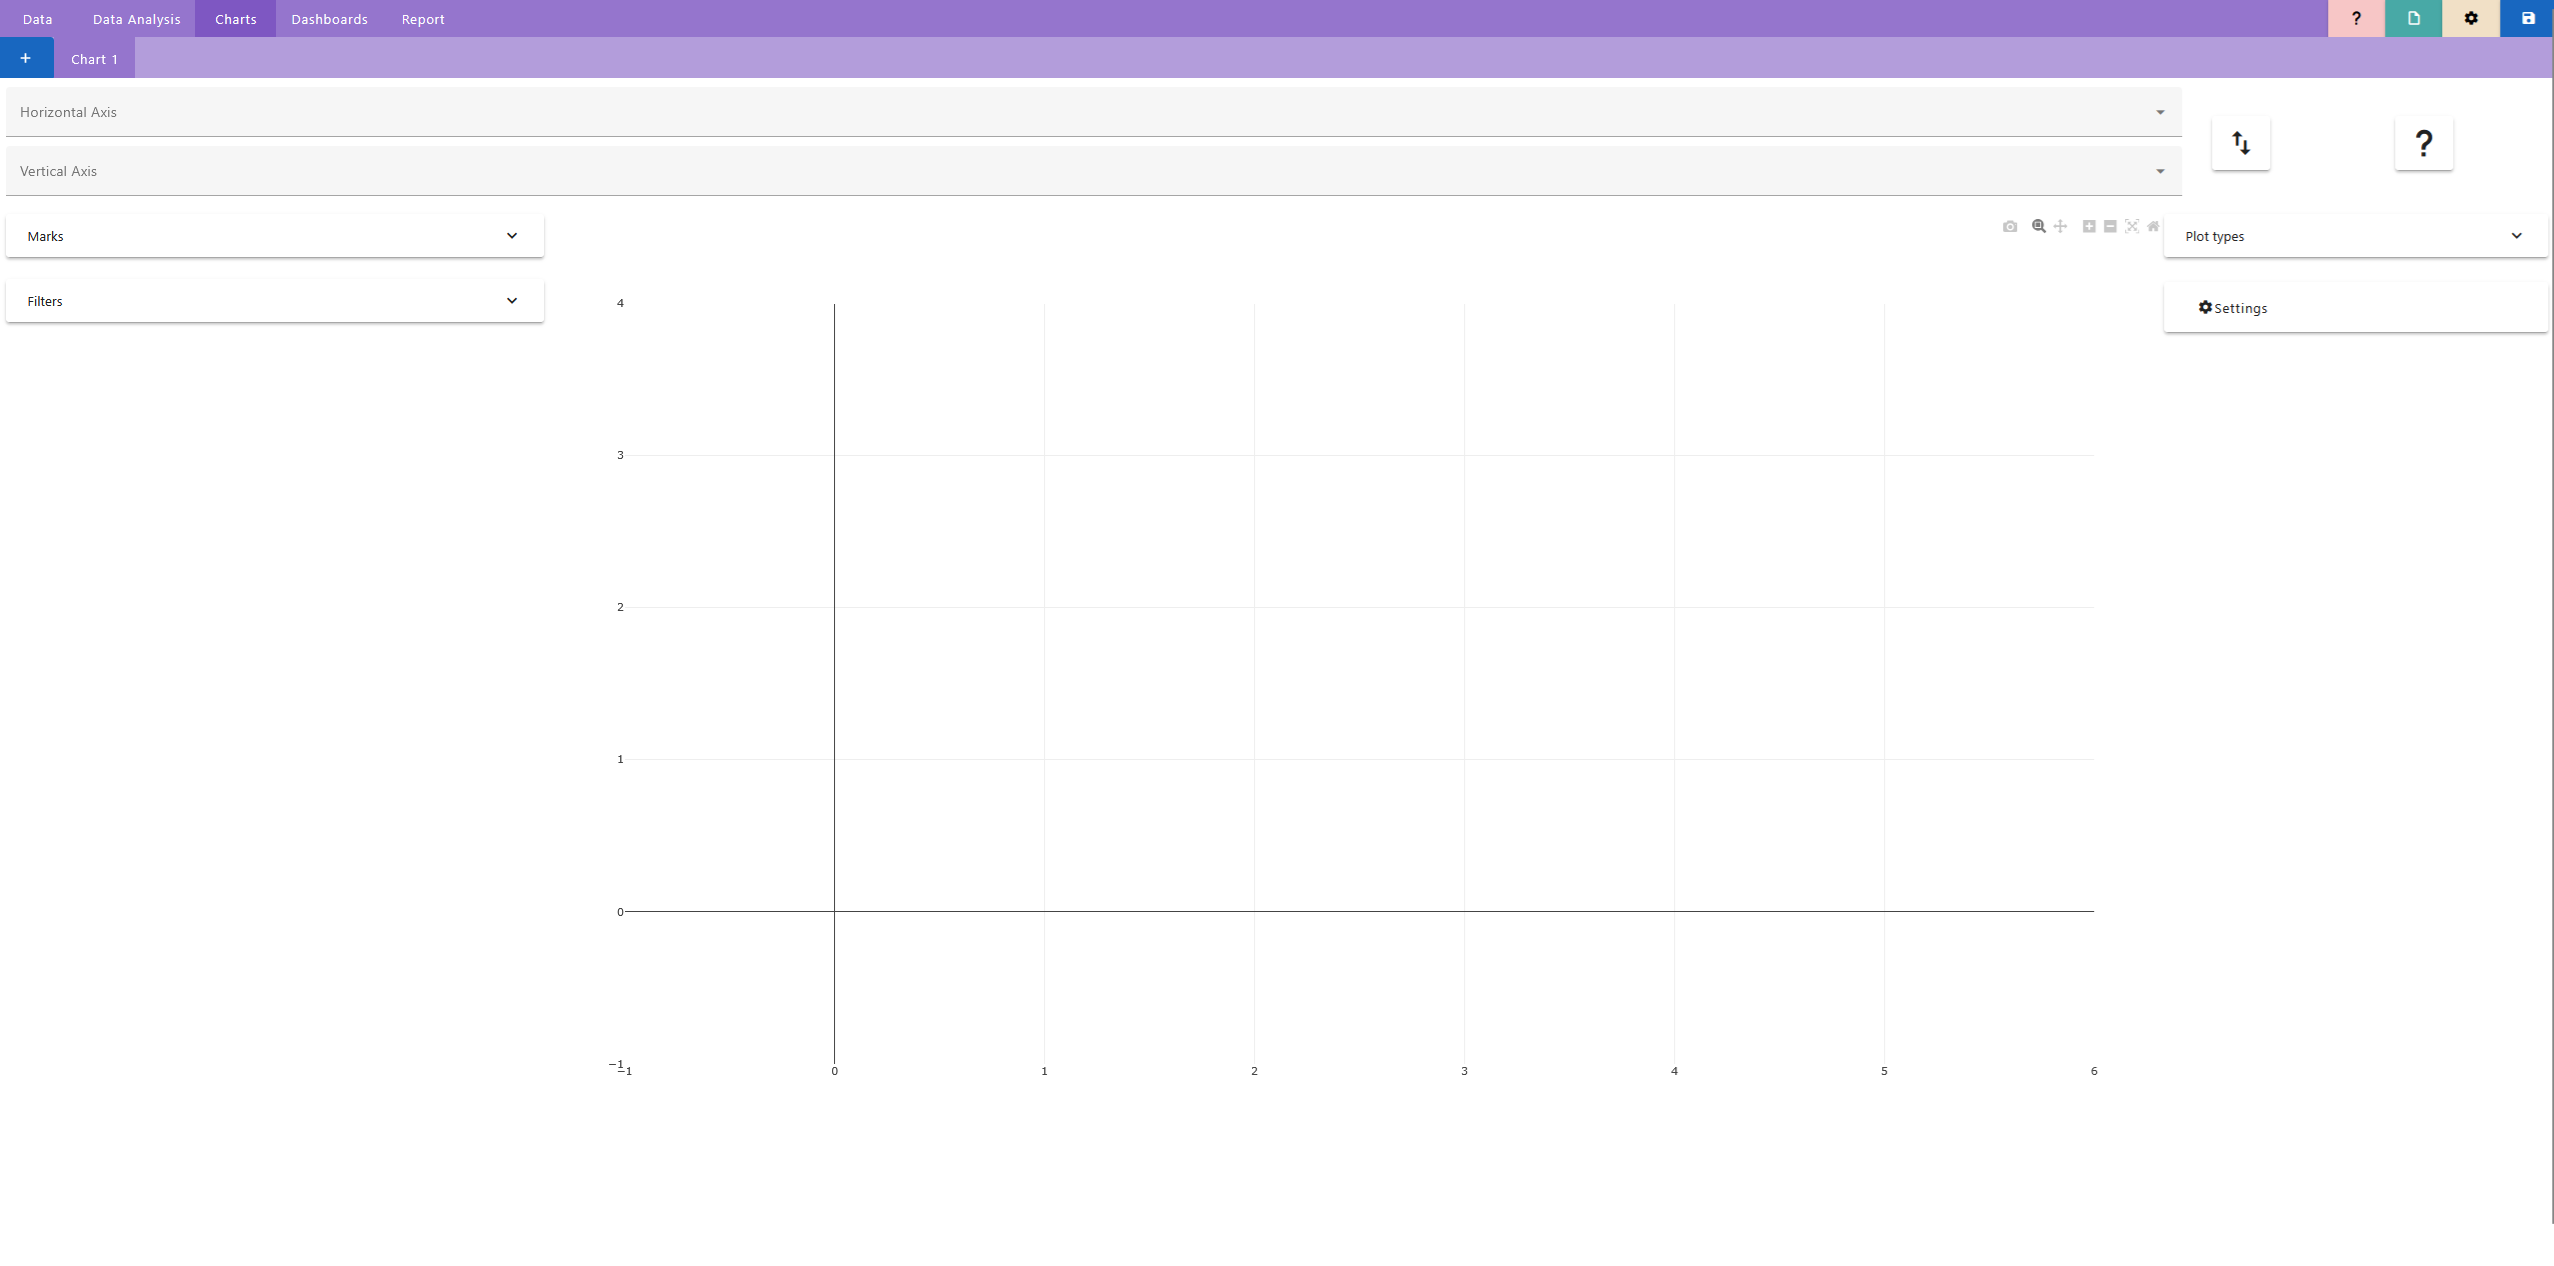 Data Data Analysis Charts Dashboards Report ?
+ Chart 1
Horizontal Axis
Vertical Axis
?
Marks
Plot types
Filters
Settings
4
3
2
1
0
−1
−1 0 1 2 3 4 5 6